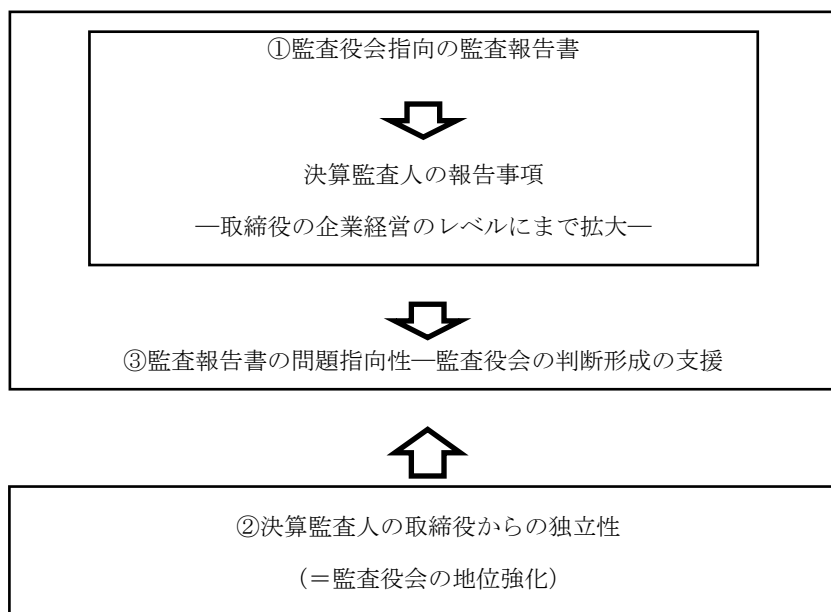 ①監査役会指向の監査報告書
決算監査人の報告事項
―取締役の企業経営のレベルにまで拡大―
③監査報告書の問題指向性―監査役会の判断形成の支援
②決算監査人の取締役からの独立性
（＝監査役会の地位強化）